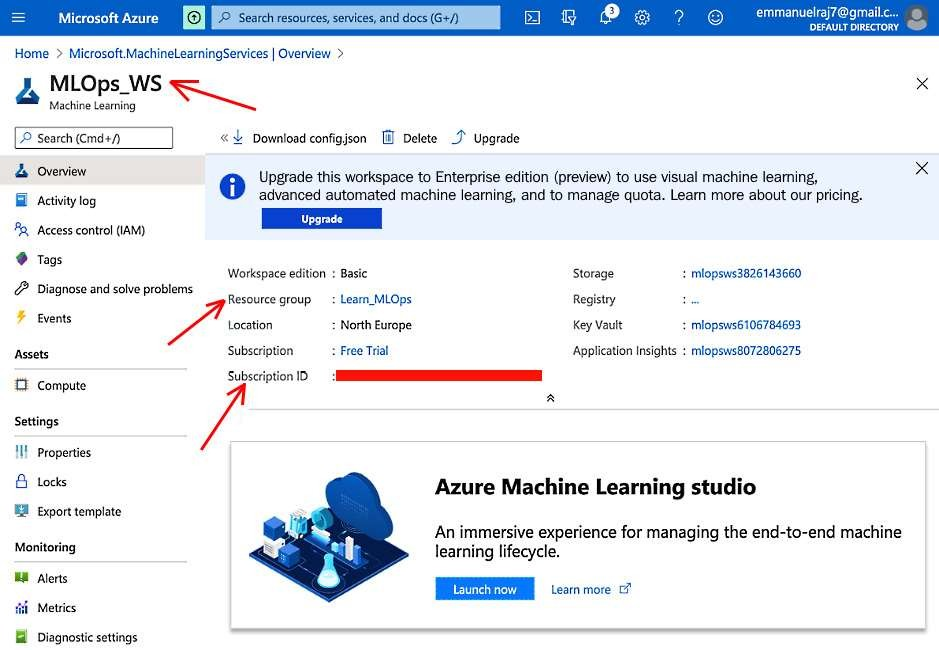 Microsoft Azure
Search resources, services, and docs (G+/)
3
emmanuelraj7@gmail.c...
DEFAULT DIRECTORY
Home > Microsoft.MachineLearningServices | Overview >
MLOps_WS
Machine Learning
Search (Cmd+/)
«
Download config.json
Delete
Upgrade
Overview
Activity log
Access control (IAM)
Tags
Diagnose and solve problems
Events
Assets
Compute
Settings
Properties
Locks
Export template
Monitoring
Alerts
Metrics
Diagnostic settings
Upgrade this workspace to Enterprise edition (preview) to use visual machine learning,
advanced automated machine learning, and to manage quota. Learn more about our pricing.
Upgrade
Workspace edition : Basic
Resource group : Learn_MLOps
Location : North Europe
Subscription : Free Trial
Subscription ID :
Storage : mlopsws3826143660
Registry : ...
Key Vault : mlopsws6106784693
Application Insights : mlopsws8072806275
Azure Machine Learning studio
An immersive experience for managing the end-to-end machine
learning lifecycle.
Launch now
Learn more